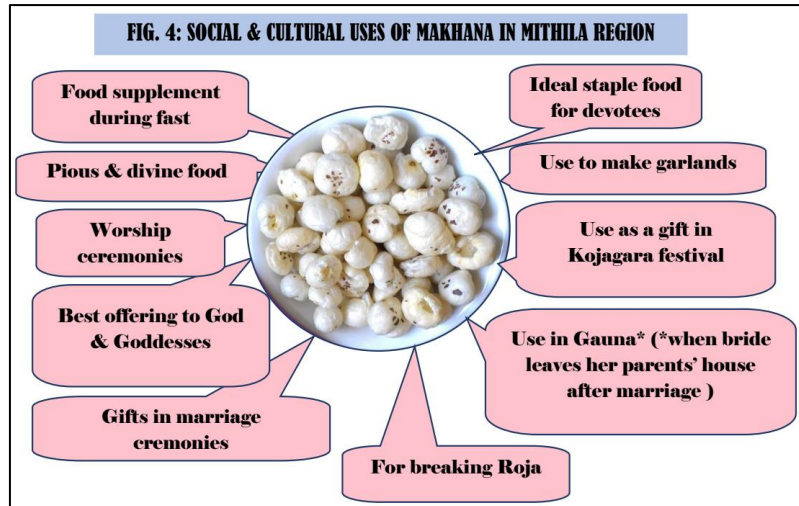 FIG. 4: SOCIAL & CULTURAL USES OF MAKHANA IN MITHILA REGION
Food supplement
during fast
Pious & divine food
Worship
ceremonies
Best offering to God
& Goddesses
Gifts in marriage
cremonies
For breaking Roja
Ideal staple food
for devotees
Use to make garlands
Use as a gift in
Kojagara festival
Use in Gauna* (*when bride
leaves her parents’ house
after marriage )